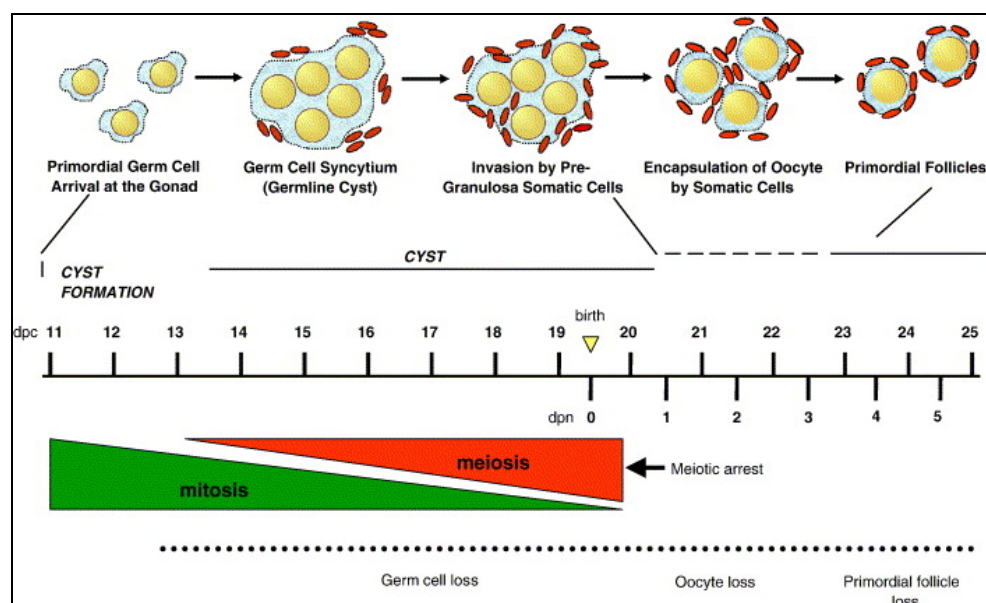 Primordial Germ Cell
Arrival at the Gonad
Germ Cell Syncytium
(Germline Cyst)
Invasion by Pre-
Granulosa Somatic Cells
Encapsulation of Oocyte
by Somatic Cells
Primordial Follicles
CYST
FORMATION
CYST
birth
dpc 11 12 13 14 15 16 17 18 19 20 21 22 23 24 25
dpn 0 1 2 3 4 5
meiosis
mitosis
Meiotic arrest
Germ cell loss
Oocyte loss
Primordial follicle
loss